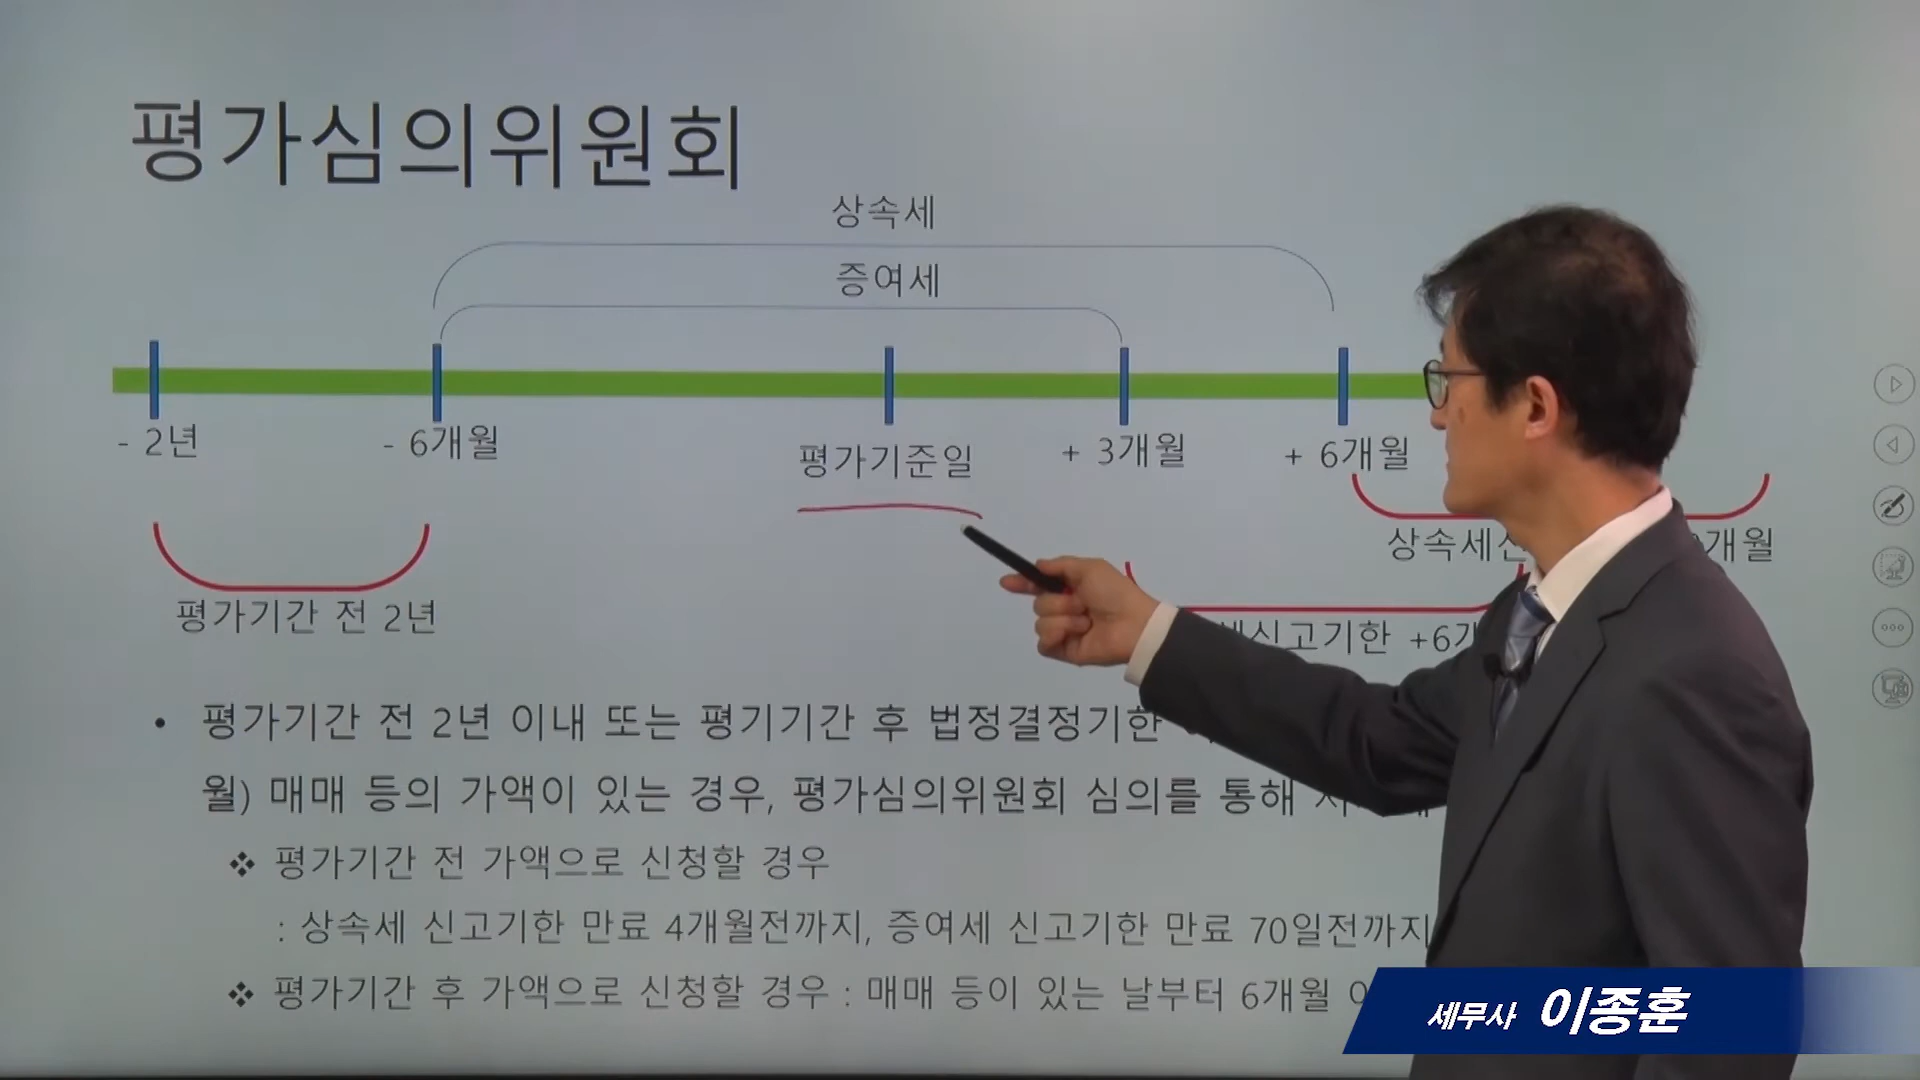 평가심의위원회
상속세
증여세
- 2년
- 6개월
평가기준일
+ 3개월
+ 6개월
상속세신
개월
평가기간 전 2년
신고기한 +6개
• 평가기간 전 2년 이내 또는 평기기간 후 법정결정기한
월) 매매 등의 가액이 있는 경우, 평가심의위원회 심의를 통해
❖ 평가기간 전 가액으로 신청할 경우
: 상속세 신고기한 만료 4개월전까지, 증여세 신고기한 만료 70일전까지
❖ 평가기간 후 가액으로 신청할 경우 : 매매 등이 있는 날부터 6개월
세무사 이종훈